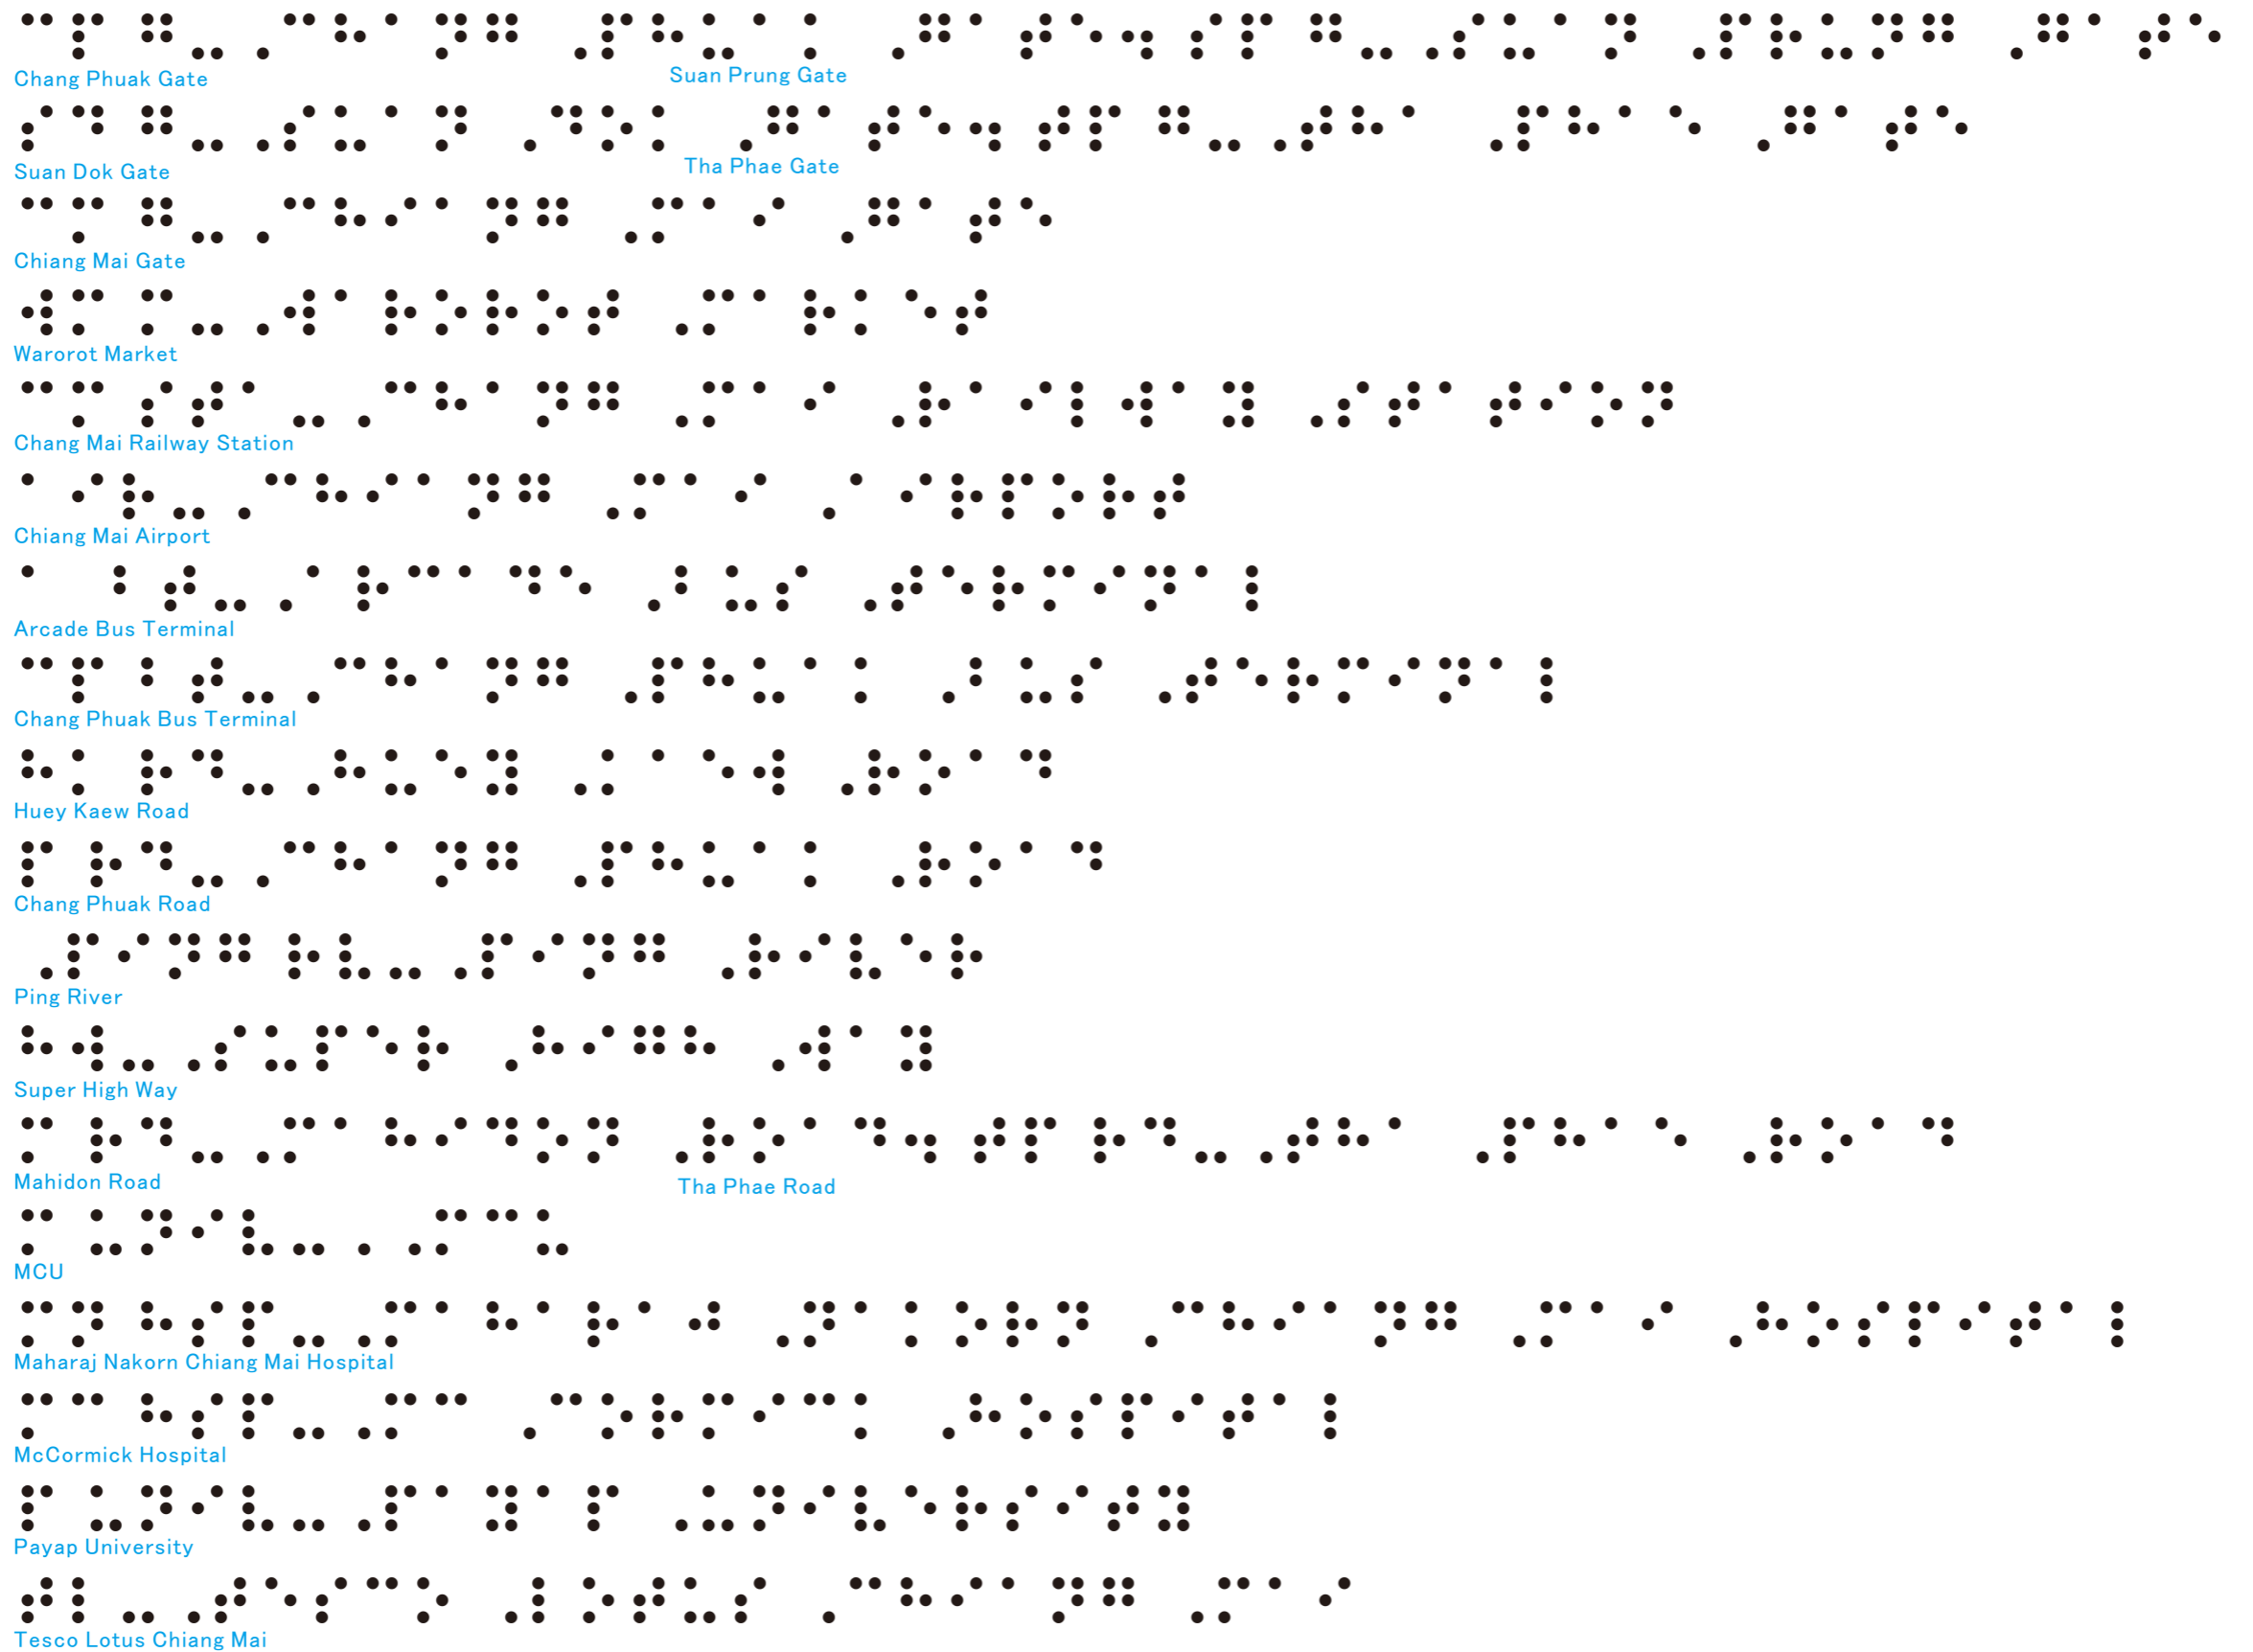 ⠉⠏ ⠛⠤⠠⠉⠓⠁⠝⠛ ⠠⠏⠓⠥⠁⠅ ⠠⠛⠁⠞⠑⠲ ⠎⠏ ⠛⠤⠠⠎⠥⠁⠝ ⠠⠏⠗⠥⠝⠛ ⠠⠛⠁⠞⠑
Chang Phuak Gate Suan Prung Gate
⠎⠙ ⠛⠤⠠⠎⠥⠁⠝ ⠠⠙⠕⠅ ⠠⠛⠁⠞⠑⠲ ⠞⠏ ⠛⠤⠠⠞⠓⠁ ⠠⠏⠓⠁⠑ ⠠⠛⠁⠞⠑
Suan Dok Gate Tha Phae Gate
⠉⠍ ⠛⠤⠠⠉⠓⠊⠁⠝⠛ ⠠⠍⠁⠊ ⠠⠛⠁⠞⠑
Chiang Mai Gate
⠺⠍ ⠍⠤⠠⠺⠁⠗⠕⠗⠕⠞ ⠠⠍⠁⠗⠅⠑⠞
Warorot Market
⠉⠍ ⠎⠞⠁⠤⠠⠉⠓⠁⠝⠛ ⠠⠍⠁⠊ ⠠⠗⠁⠊⠇⠺⠁⠽ ⠠⠎⠞⠁⠞⠊⠕⠝
Chang Mai Railway Station
⠁⠊⠗⠤⠠⠉⠓⠊⠁⠝⠛ ⠠⠍⠁⠊ ⠠⠁⠊⠗⠏⠕⠗⠞
Chiang Mai Airport
⠁ ⠃⠞⠤⠠⠁⠗⠉⠁⠙⠑ ⠠⠃⠥⠎ ⠠⠞⠑⠗⠍⠊⠝⠁⠇
Arcade Bus Terminal
⠉⠏ ⠃⠞⠤⠠⠉⠓⠁⠝⠛ ⠠⠏⠓⠥⠁⠅ ⠠⠃⠥⠎ ⠠⠞⠑⠗⠍⠊⠝⠁⠇
Chang Phuak Bus Terminal
⠓⠅ ⠗⠙⠤⠠⠓⠥⠑⠽ ⠠⠅⠁⠑⠺ ⠠⠗⠕⠁⠙
Huey Kaew Road
⠏ ⠗⠙⠤⠠⠉⠓⠁⠝⠛ ⠠⠏⠓⠥⠁⠅ ⠠⠗⠕⠁⠙
Chang Phuak Road
⠠⠏⠊⠝⠛ ⠗⠧⠤⠠⠏⠊⠝⠛ ⠠⠗⠊⠧⠑⠗
Ping River
⠓⠺⠤⠠⠎⠥⠏⠑⠗ ⠠⠓⠊⠛⠓ ⠠⠺⠁⠽
Super High Way
⠍ ⠗⠙⠤⠠⠍⠁⠓⠊⠙⠕⠝ ⠠⠗⠕⠁⠙⠲ ⠞⠏ ⠗⠙⠤⠠⠞⠓⠁ ⠠⠏⠓⠁⠑ ⠠⠗⠕⠁⠙
Mahidon Road Tha Phae Road
⠍ ⠥⠝⠊⠧⠤⠠⠠⠍⠉⠥
MCU
⠍⠝ ⠓⠎⠏⠤⠠⠍⠁⠓⠁⠗⠁⠚ ⠠⠝⠁⠅⠕⠗⠝ ⠠⠉⠓⠊⠁⠝⠛ ⠠⠍⠁⠊ ⠠⠓⠕⠎⠏⠊⠞⠁⠇
Maharaj Nakorn Chiang Mai Hospital
⠍⠉ ⠓⠎⠏⠤⠠⠍⠉ ⠠⠉⠕⠗⠍⠊⠉⠅ ⠠⠓⠕⠎⠏⠊⠞⠁⠇
McCormick Hospital
⠏ ⠥⠝⠊⠧⠤⠠⠏⠁⠽⠁⠏ ⠠⠥⠝⠊⠧⠑⠗⠎⠊⠞⠽
Payap University
⠞⠇⠤⠠⠞⠑⠎⠉⠕ ⠠⠇⠕⠞⠥⠎ ⠠⠉⠓⠊⠁⠝⠛ ⠠⠍⠁⠊
Tesco Lotus Chiang Mai